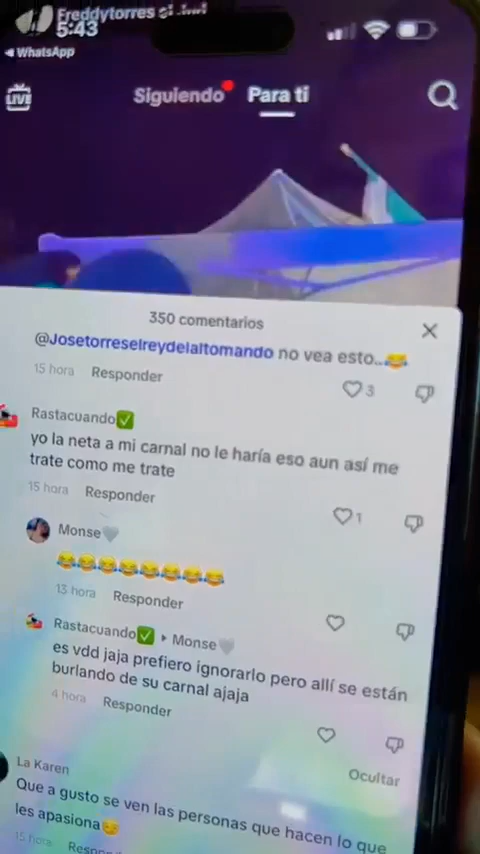 Freddytorres
5:43
WhatsApp
LIVE
Siguiendo Para ti
350 comentarios
@Josetorreselreydelaltomando no vea esto..😂
15 hora Responder 3
Rastacuando✅
yo la neta a mi carnal no le haría eso aun así me
trate como me trate
15 hora Responder 1
Monse🤍
😂😂😂😂😂😂😂😂
13 hora Responder
Rastacuando✅ Monse🤍
es vdd jaja prefiero ignorarlo pero allí se están
burlando de su carnal ajaja
4 hora Responder
Ocultar
La Karen
Que a gusto se ven las personas que hacen lo que
les apasiona😏
15 hora